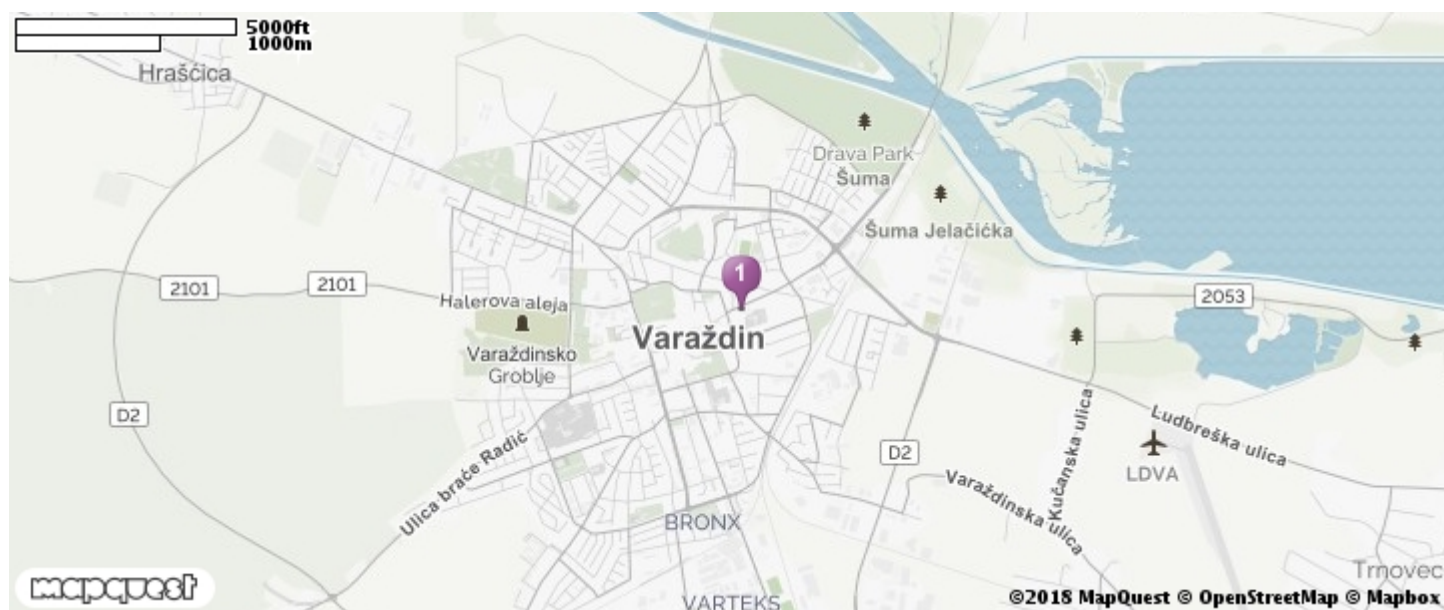 5000ft
1000m
Hrašćica
Drava Park
Šuma
Šuma Jelačićka
1
2101
2101
Halerova aleja
2053
Varaždin
Varaždinsko
Groblje
D2
Ludbreška ulica
Kučanska ulica
LDVA
D2
Ulica braće Radić
Varaždinska ulica
BRONX
Trnovec
mapquest
VARTEKS
©2018 MapQuest © OpenStreetMap © Mapbox